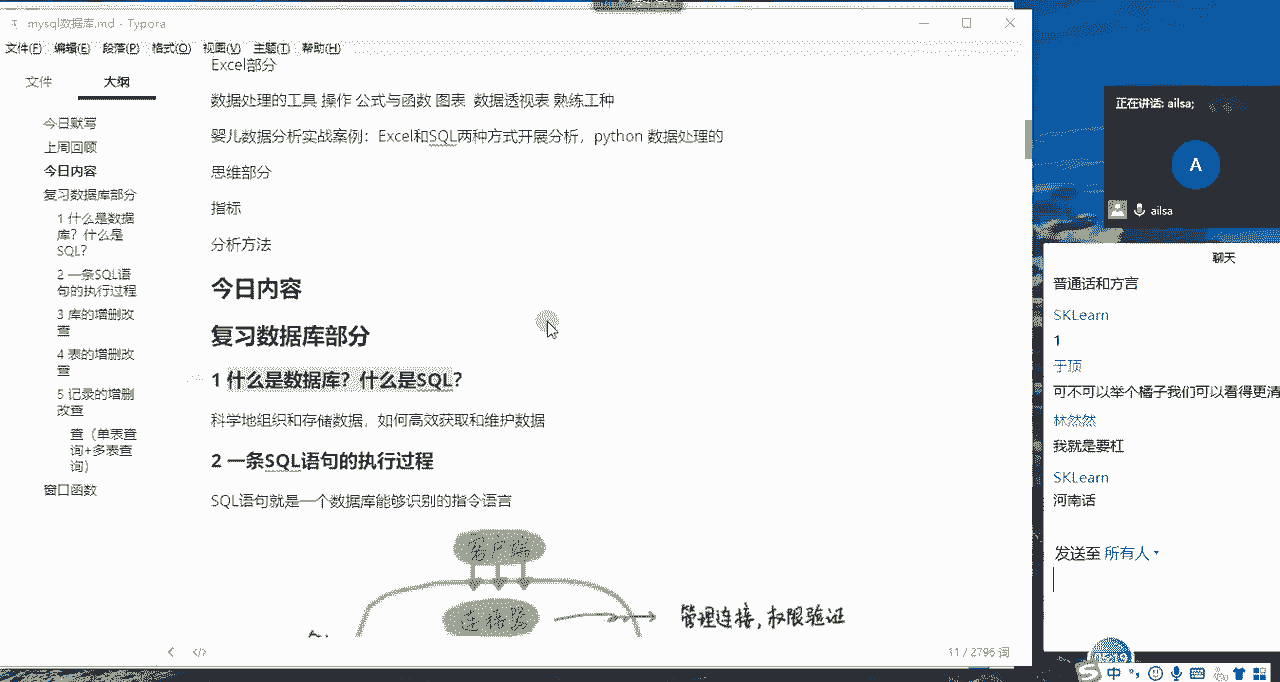 mysql数据库.md - Typora
文件(F) 编辑(E) 段落(P) 格式(O) 视图(V) 主题(T) 帮助(H)
文件 大纲
今日默写
上周回顾
今日内容
复习数据库部分
1 什么是数据
库？什么是
SQL?
2 一条SQL语
句的执行过程
3 库的增删改
查
4 表的增删改
查
5 记录的增删
改查
查（单表查
询+多表查
询）
窗口函数
Excel部分
数据处理的工具 操作 公式与函数 图表 数据透视表 熟练工种
婴儿数据分析实战案例：Excel和SQL两种方式开展分析，python 数据处理的
思维部分
指标
分析方法
今日内容
复习数据库部分
1 什么是数据库？什么是SQL?
科学地组织和存储数据，如何高效获取和维护数据
2 一条SQL语句的执行过程
SQL语句就是一个数据库能够识别的指令语言
客户端
连接器
管理连接，权限验证
11 / 2796 词
正在讲话: ailsa;
A
ailsa
聊天
普通话和方言
SKLearn
1
于顶
可不可以举个橘子我们可以看得更清
林然然
我就是要杠
SKLearn
河南话
发送至 所有人
中